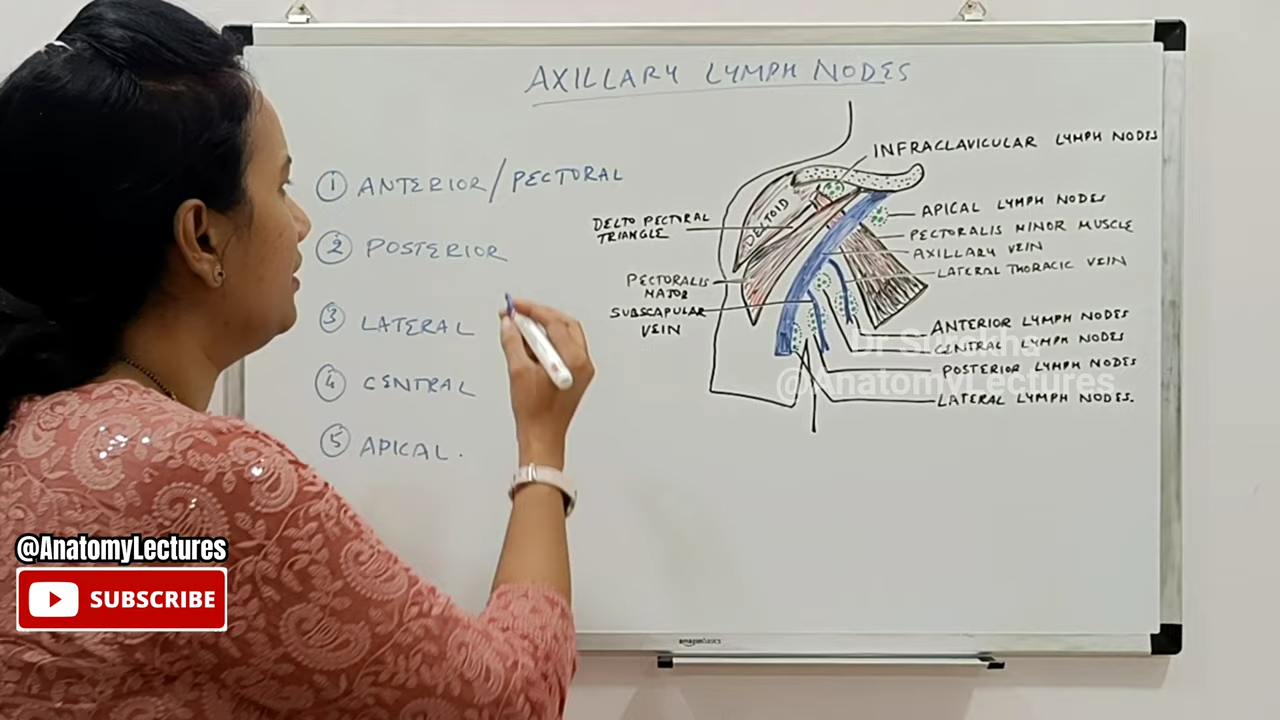 AXILLARY LYMPH NODES
① ANTERIOR/PECTORAL
② POSTERIOR
③ LATERAL
④ CENTRAL
⑤ APICAL.
INFRACLAVICULAR LYMPH NODES
DELTOID
DELTO PECTORAL
TRIANGLE
APICAL LYMPH NODES
PECTORALIS MINOR MUSCLE
AXILLARY VEIN
LATERAL THORACIC VEIN
PECTORALIS
MAJOR
SUBSCAPULAR
VEIN
ANTERIOR LYMPH NODES
CENTRAL LYMPH NODES
POSTERIOR LYMPH NODES
LATERAL LYMPH NODES.
Dr
@AnatomyLectures
@AnatomyLectures
SUBSCRIBE
amazonbasics